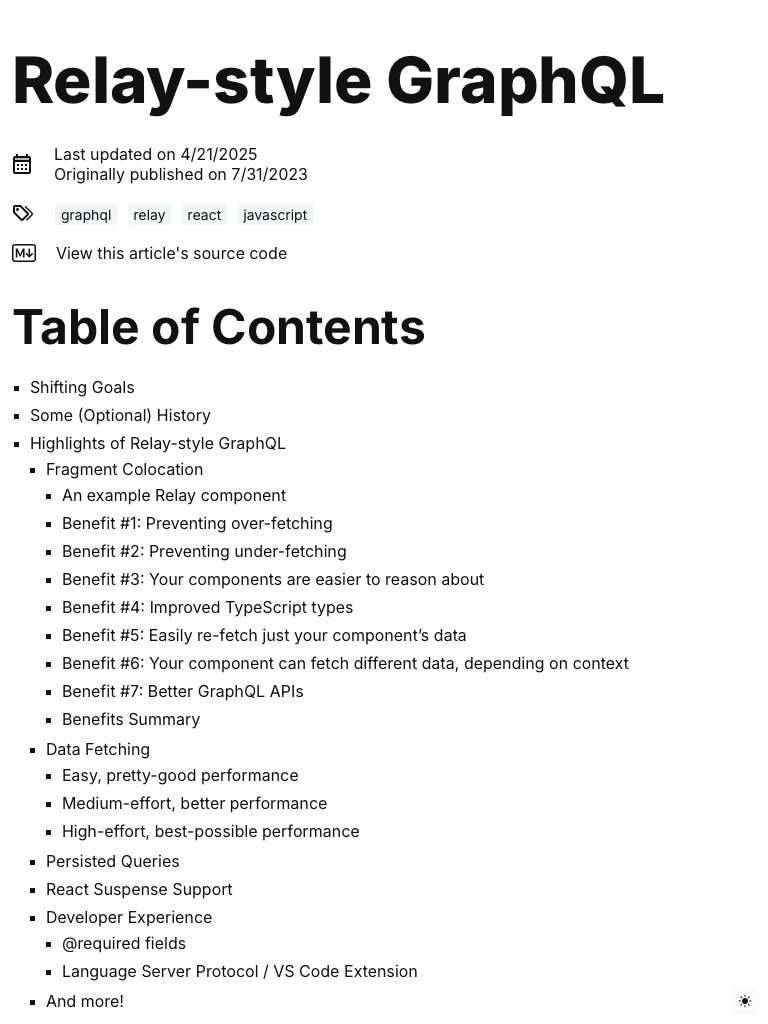 Relay-style GraphQL
Last updated on 4/21/2025
Originally published on 7/31/2023
graphql relay react javascript
M↓ View this article's source code
Table of Contents
Shifting Goals
Some (Optional) History
Highlights of Relay-style GraphQL
Fragment Colocation
An example Relay component
Benefit #1: Preventing over-fetching
Benefit #2: Preventing under-fetching
Benefit #3: Your components are easier to reason about
Benefit #4: Improved TypeScript types
Benefit #5: Easily re-fetch just your component’s data
Benefit #6: Your component can fetch different data, depending on context
Benefit #7: Better GraphQL APIs
Benefits Summary
Data Fetching
Easy, pretty-good performance
Medium-effort, better performance
High-effort, best-possible performance
Persisted Queries
React Suspense Support
Developer Experience
@required fields
Language Server Protocol / VS Code Extension
And more!